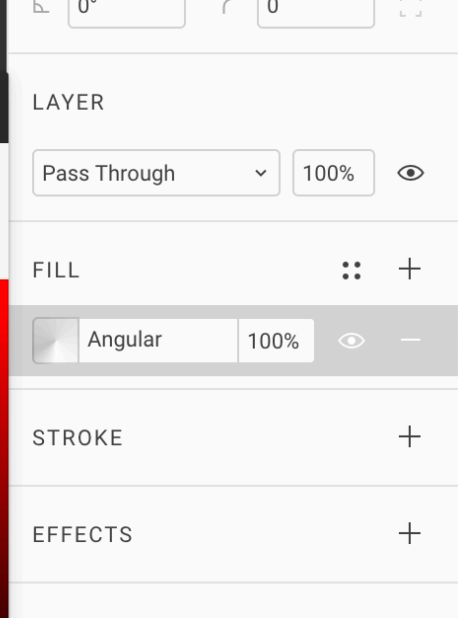 0°
0
LAYER
Pass Through
100%
FILL
Angular
100%
STROKE
EFFECTS